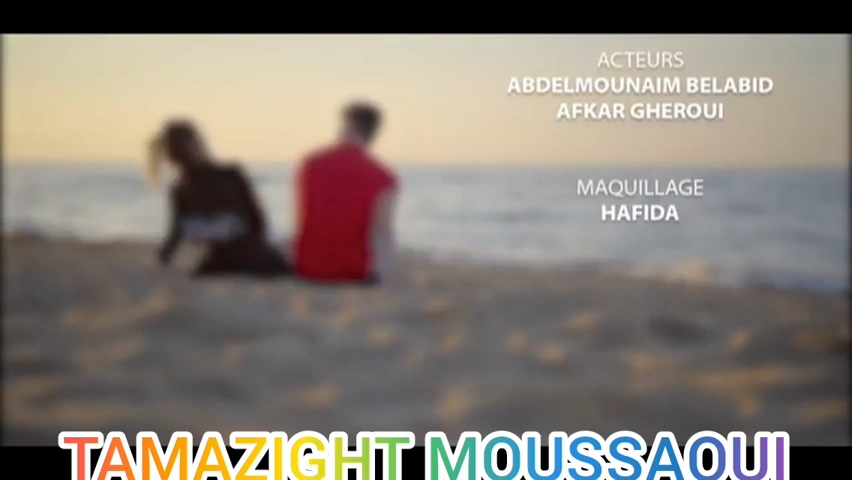 ACTEURS
ABDELMOUNAIM BELABID
AFKAR GHEROUI
MAQUILLAGE
HAFIDA
TAMAZIGHT MOUSSAOUI